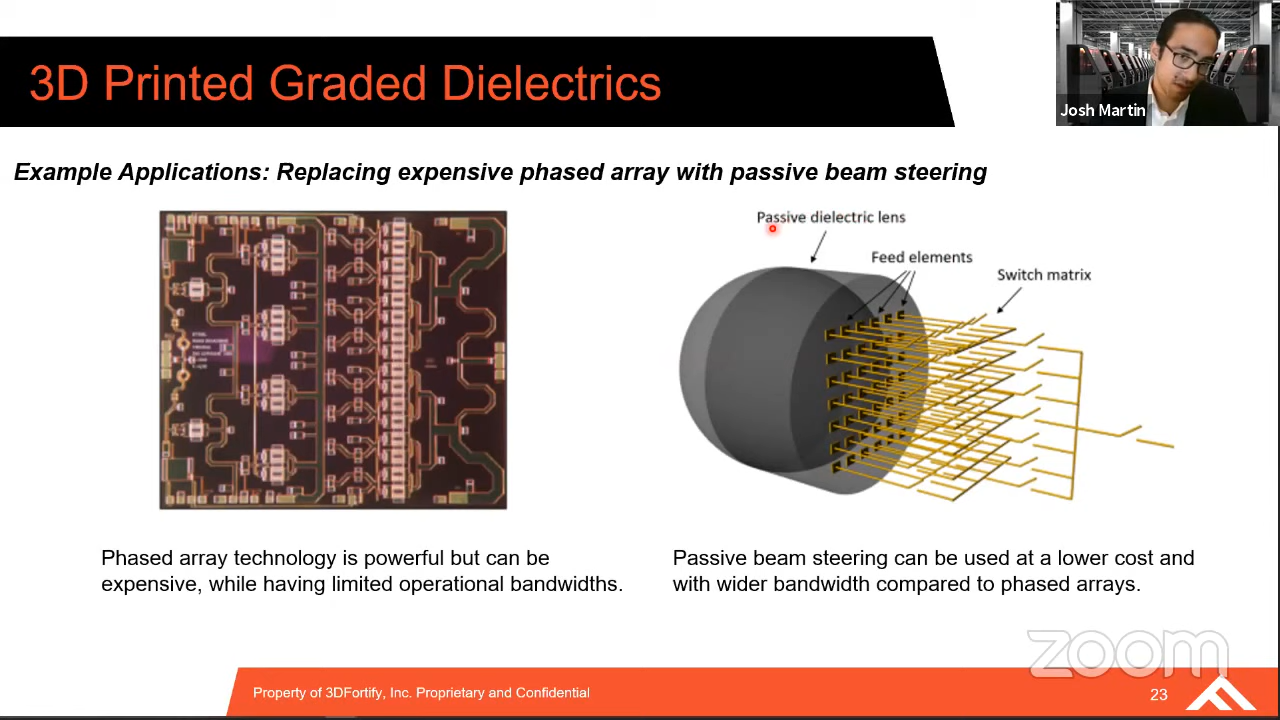 3D Printed Graded Dielectrics
Josh Martin
Example Applications: Replacing expensive phased array with passive beam steering
Passive dielectric lens
Feed elements
Switch matrix
Phased array technology is powerful but can be
expensive, while having limited operational bandwidths.
Passive beam steering can be used at a lower cost and
with wider bandwidth compared to phased arrays.
zoom
Property of 3DFortify, Inc. Proprietary and Confidential
23